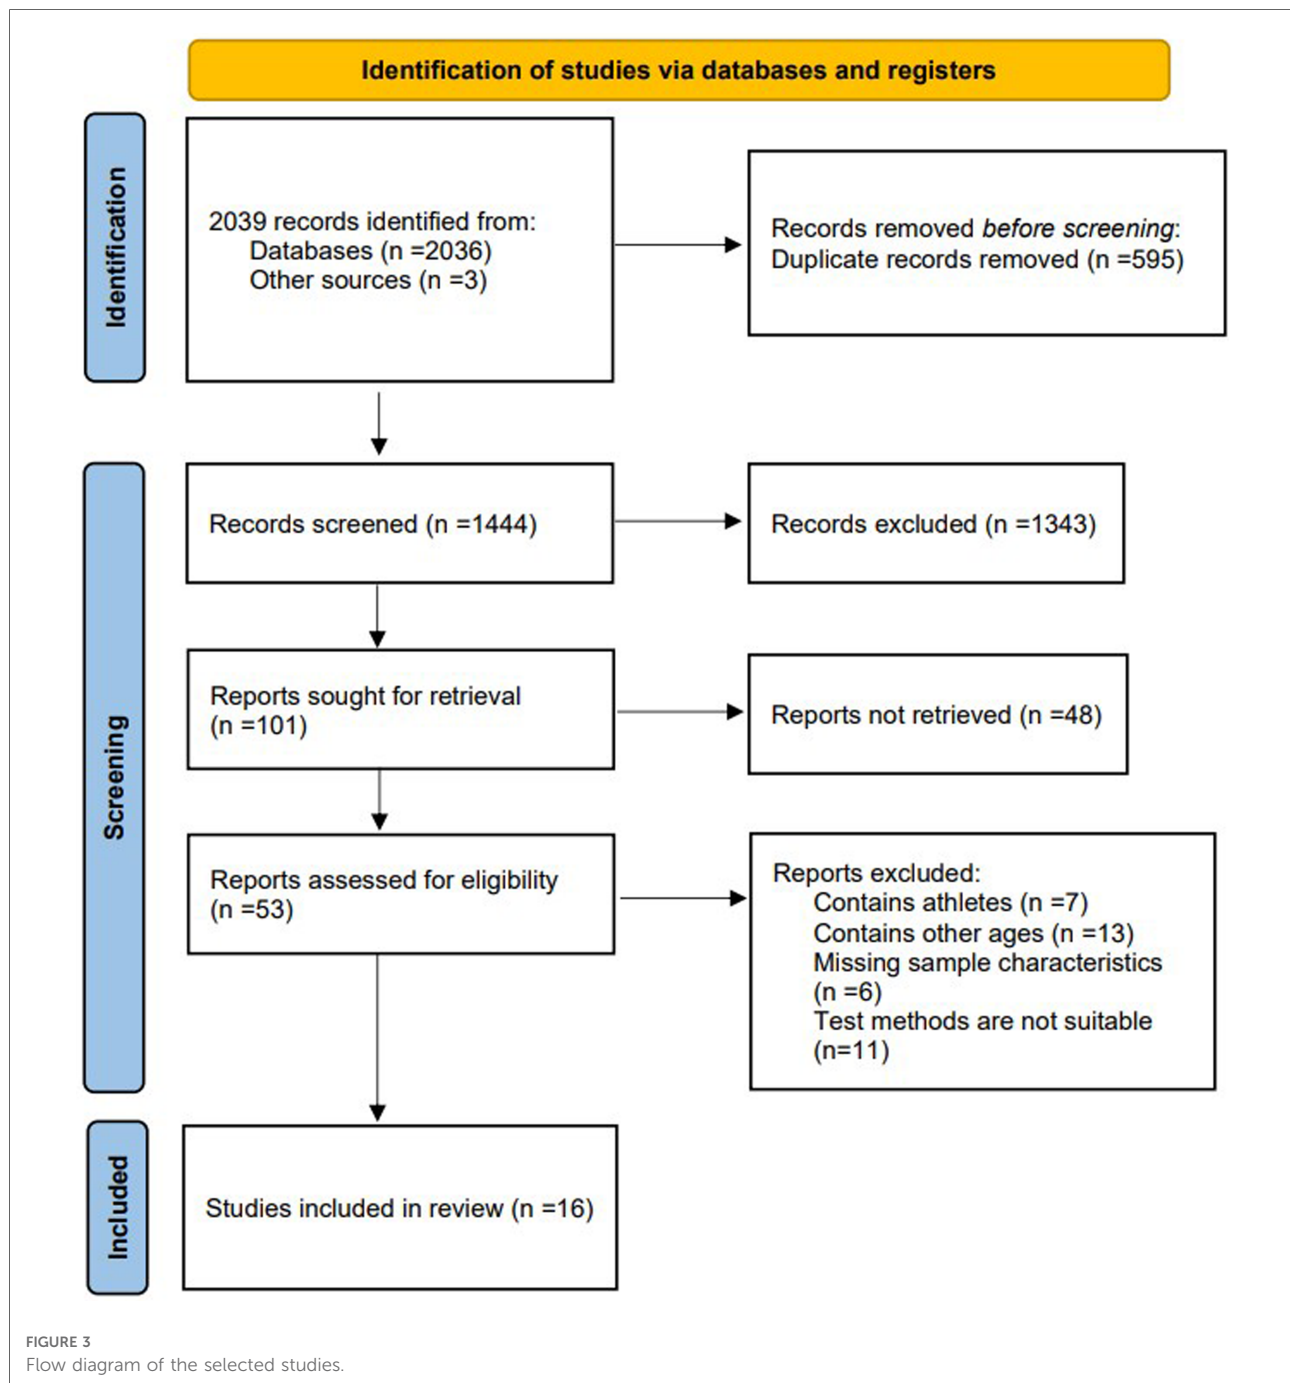 Identification of studies via databases and registers
Identification
2039 records identified from:
Databases (n =2036)
Other sources (n =3)
Records removed before screening:
Duplicate records removed (n =595)
Screening
Records screened (n =1444)
Records excluded (n =1343)
Reports sought for retrieval
(n =101)
Reports not retrieved (n =48)
Reports assessed for eligibility
(n =53)
Reports excluded:
Contains athletes (n =7)
Contains other ages (n =13)
Missing sample characteristics
(n =6)
Test methods are not suitable
(n=11)
Included
Studies included in review (n =16)
FIGURE 3
Flow diagram of the selected studies.